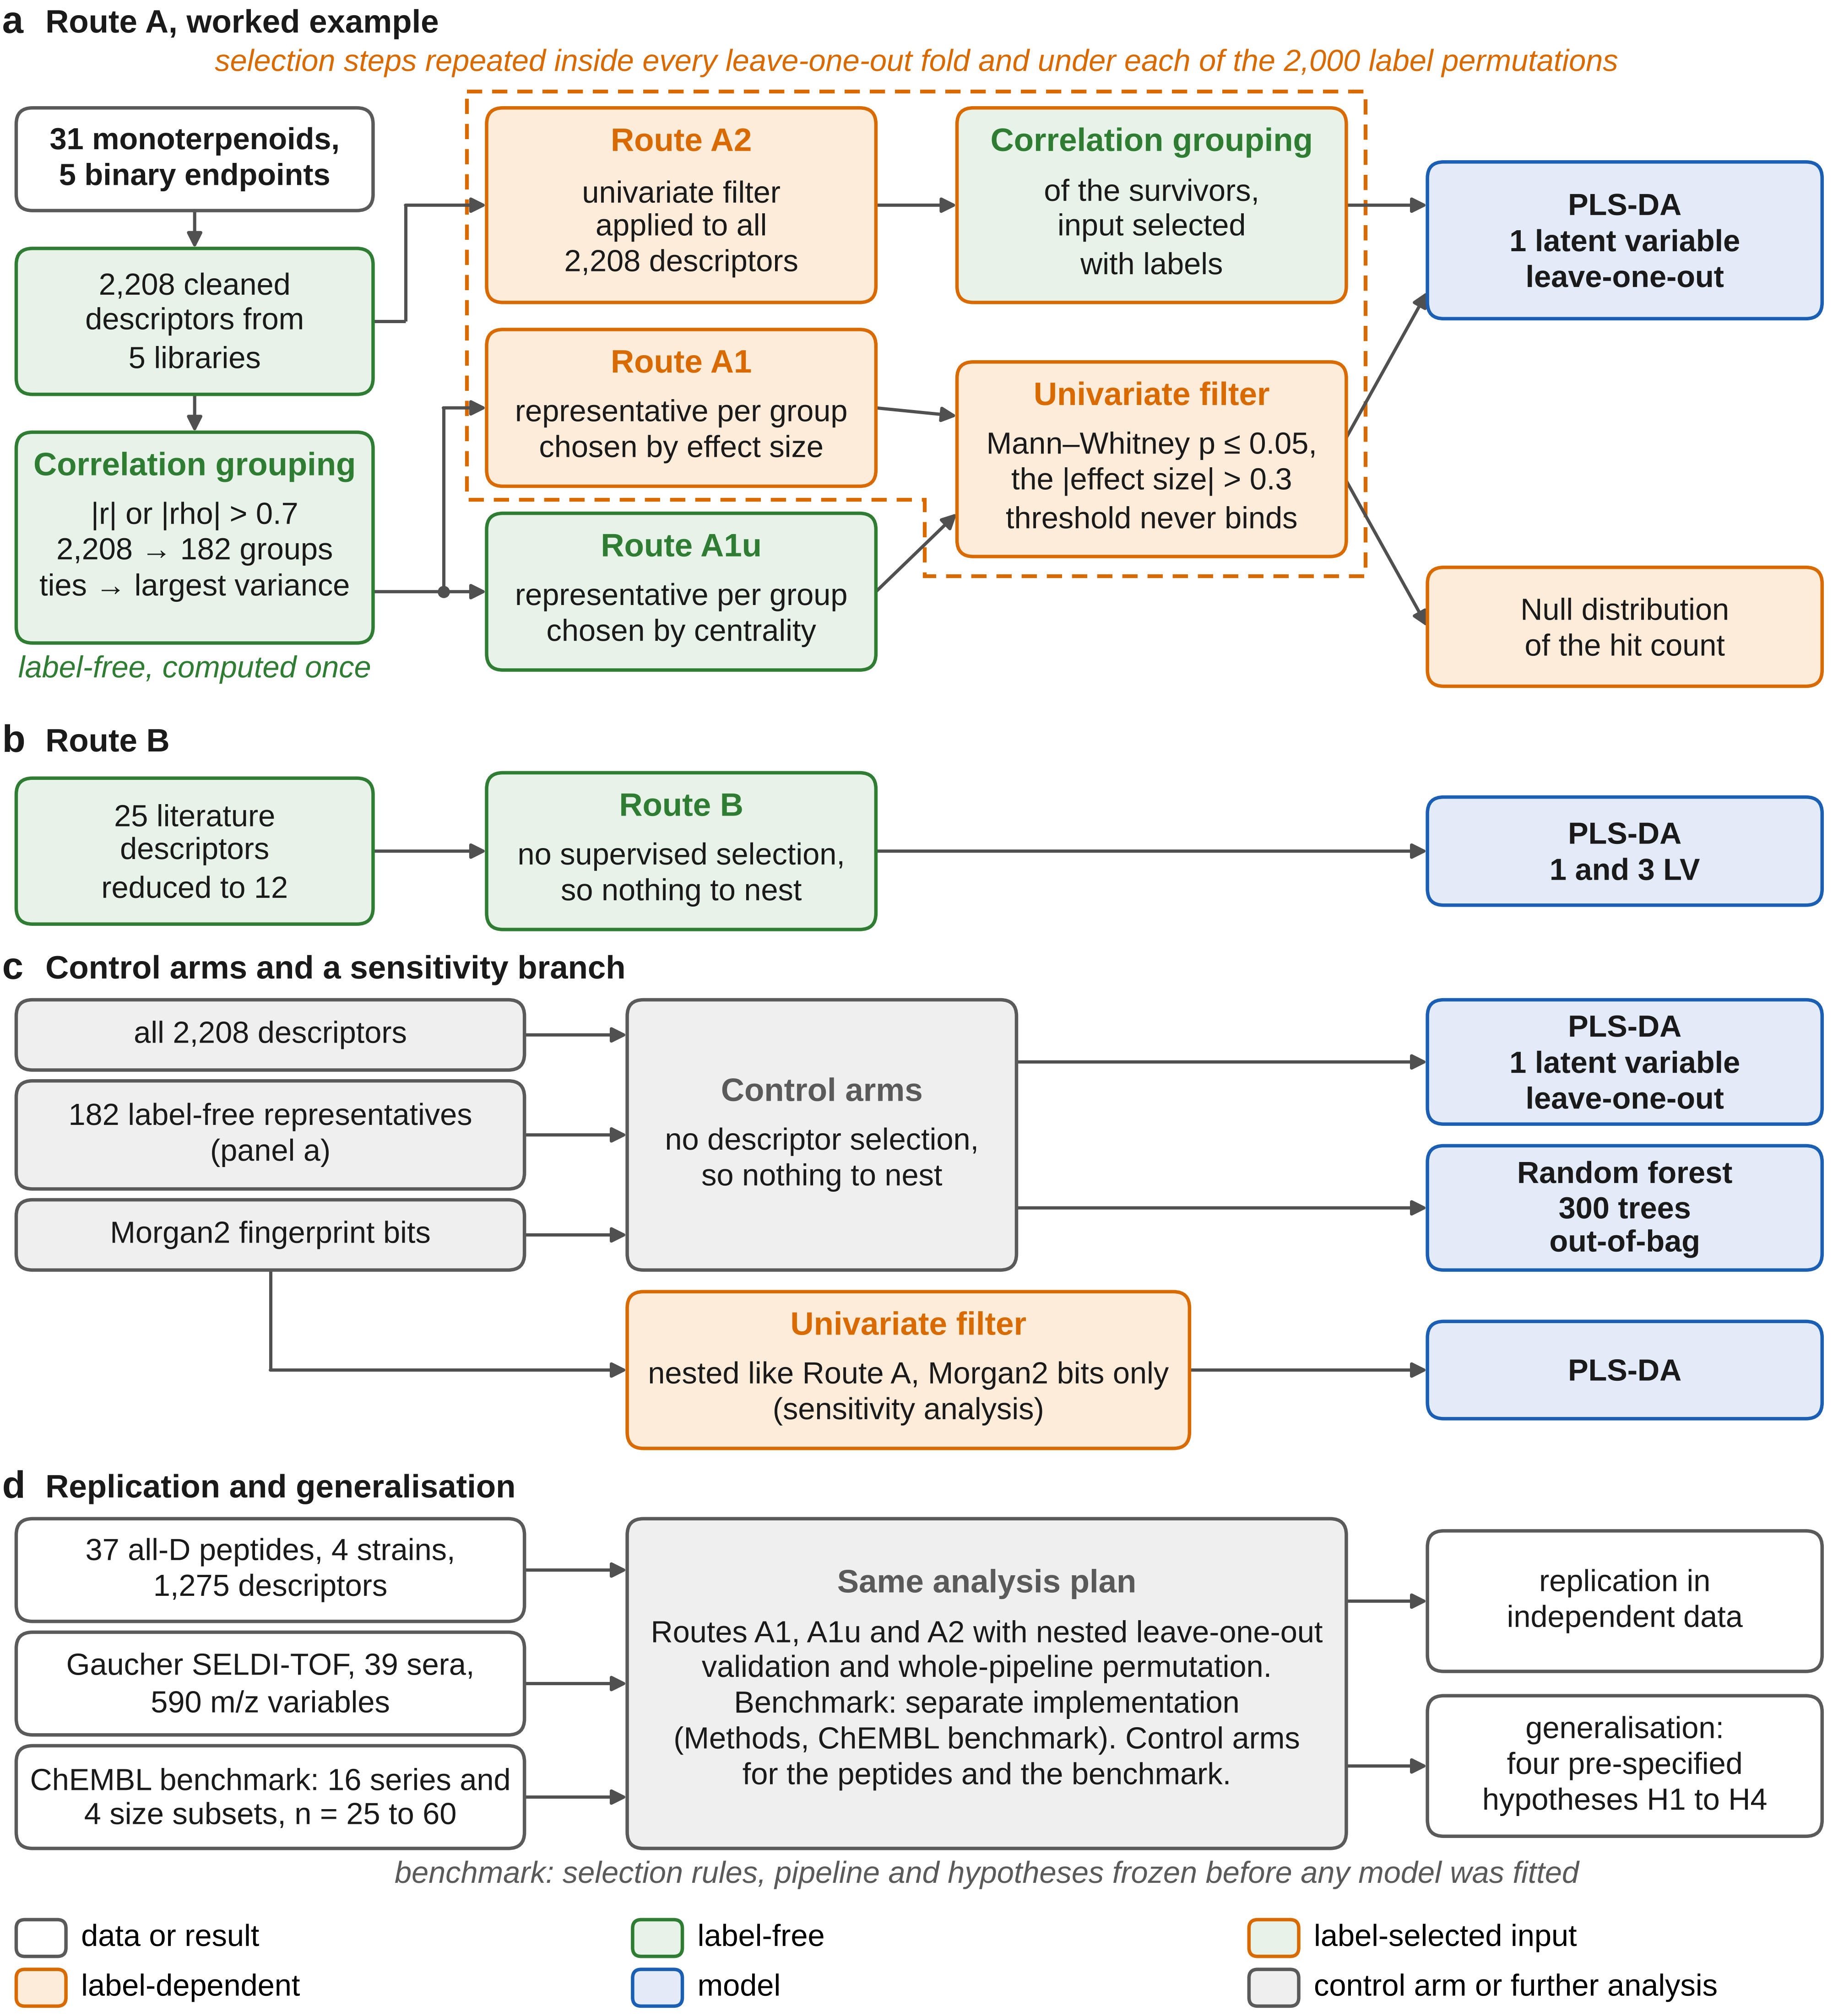 a Route A, worked example
selection steps repeated inside every leave-one-out fold and under each of the 2,000 label permutations
31 monoterpenoids,
5 binary endpoints
2,208 cleaned
descriptors from
5 libraries
Correlation grouping
|r| or |rho| > 0.7
2,208 → 182 groups
ties → largest variance
label-free, computed once
Route A2
univariate filter
applied to all
2,208 descriptors
Correlation grouping
of the survivors,
input selected
with labels
Route A1
representative per group
chosen by effect size
Route A1u
representative per group
chosen by centrality
Univariate filter
Mann–Whitney p ≤ 0.05,
the |effect size| > 0.3
threshold never binds
PLS-DA
1 latent variable
leave-one-out
Null distribution
of the hit count
b Route B
25 literature
descriptors
reduced to 12
Route B
no supervised selection,
so nothing to nest
PLS-DA
1 and 3 LV
c Control arms and a sensitivity branch
all 2,208 descriptors
182 label-free representatives
(panel a)
Morgan2 fingerprint bits
Control arms
no descriptor selection,
so nothing to nest
PLS-DA
1 latent variable
leave-one-out
Random forest
300 trees
out-of-bag
Univariate filter
nested like Route A, Morgan2 bits only
(sensitivity analysis)
PLS-DA
d Replication and generalisation
37 all-D peptides, 4 strains,
1,275 descriptors
Gaucher SELDI-TOF, 39 sera,
590 m/z variables
ChEMBL benchmark: 16 series and
4 size subsets, n = 25 to 60
Same analysis plan
Routes A1, A1u and A2 with nested leave-one-out
validation and whole-pipeline permutation.
Benchmark: separate implementation
(Methods, ChEMBL benchmark). Control arms
for the peptides and the benchmark.
replication in
independent data
generalisation:
four pre-specified
hypotheses H1 to H4
benchmark: selection rules, pipeline and hypotheses frozen before any model was fitted
data or result
label-free
label-selected input
label-dependent
model
control arm or further analysis